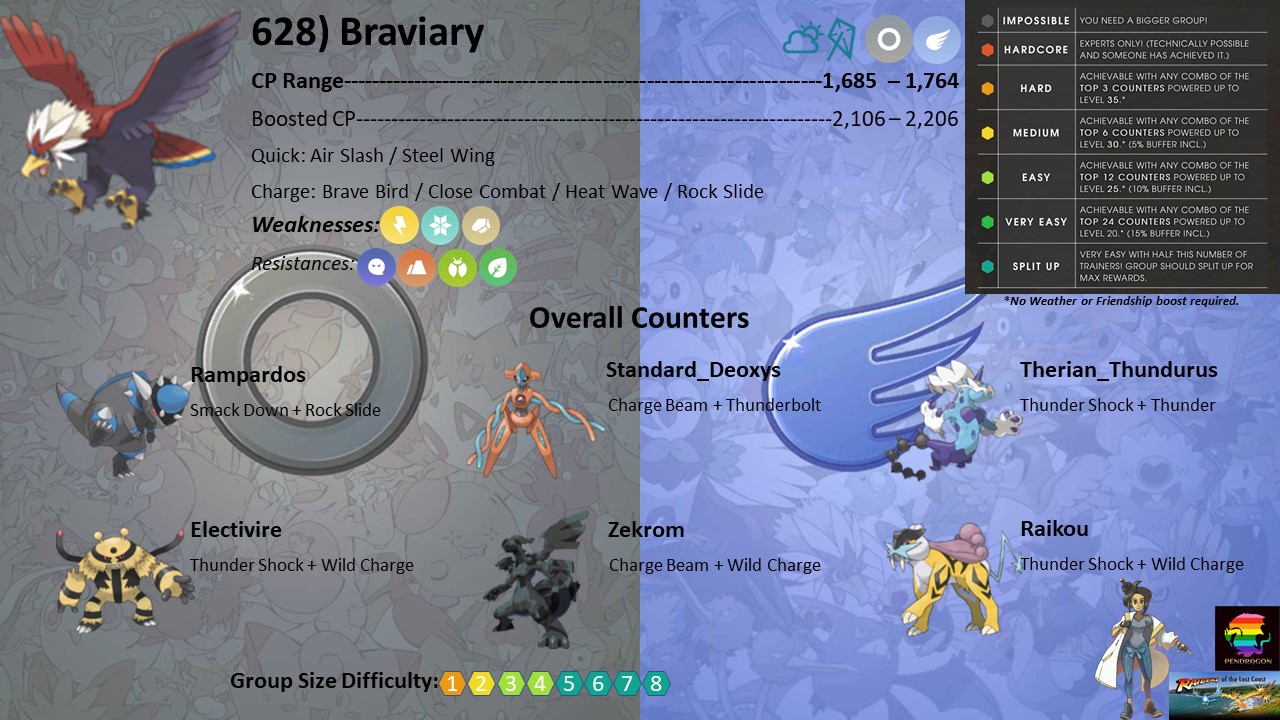 628) Braviary
CP Range--------------------------------------------------------------------1,685 – 1,764
Boosted CP--------------------------------------------------------------------2,106 – 2,206
Quick: Air Slash / Steel Wing
Charge: Brave Bird / Close Combat / Heat Wave / Rock Slide
Weaknesses:
Resistances:
IMPOSSIBLE YOU NEED A BIGGER GROUP!
HARDCORE EXPERTS ONLY! (TECHNICALLY POSSIBLE
AND SOMEONE HAS ACHIEVED IT.)
HARD ACHIEVABLE WITH ANY COMBO OF THE
TOP 3 COUNTERS POWERED UP TO
LEVEL 35.*
MEDIUM ACHIEVABLE WITH ANY COMBO OF THE
TOP 6 COUNTERS POWERED UP TO
LEVEL 30.* (5% BUFFER INCL.)
EASY ACHIEVABLE WITH ANY COMBO OF THE
TOP 12 COUNTERS POWERED UP TO
LEVEL 25.* (10% BUFFER INCL.)
VERY EASY ACHIEVABLE WITH ANY COMBO OF THE
TOP 24 COUNTERS POWERED UP TO
LEVEL 20.* (15% BUFFER INCL.)
SPLIT UP VERY EASY WITH HALF THIS NUMBER OF
TRAINERS! GROUP SHOULD SPLIT UP FOR
MAX REWARDS.
*No Weather or Friendship boost required.
Overall Counters
Rampardos
Smack Down + Rock Slide
Standard_Deoxys
Charge Beam + Thunderbolt
Therian_Thundurus
Thunder Shock + Thunder
Electivire
Thunder Shock + Wild Charge
Zekrom
Charge Beam + Wild Charge
Raikou
Thunder Shock + Wild Charge
Group Size Difficulty: 1 2 3 4 5 6 7 8
PENDRAGON
RAIDERS of the Lost Coast